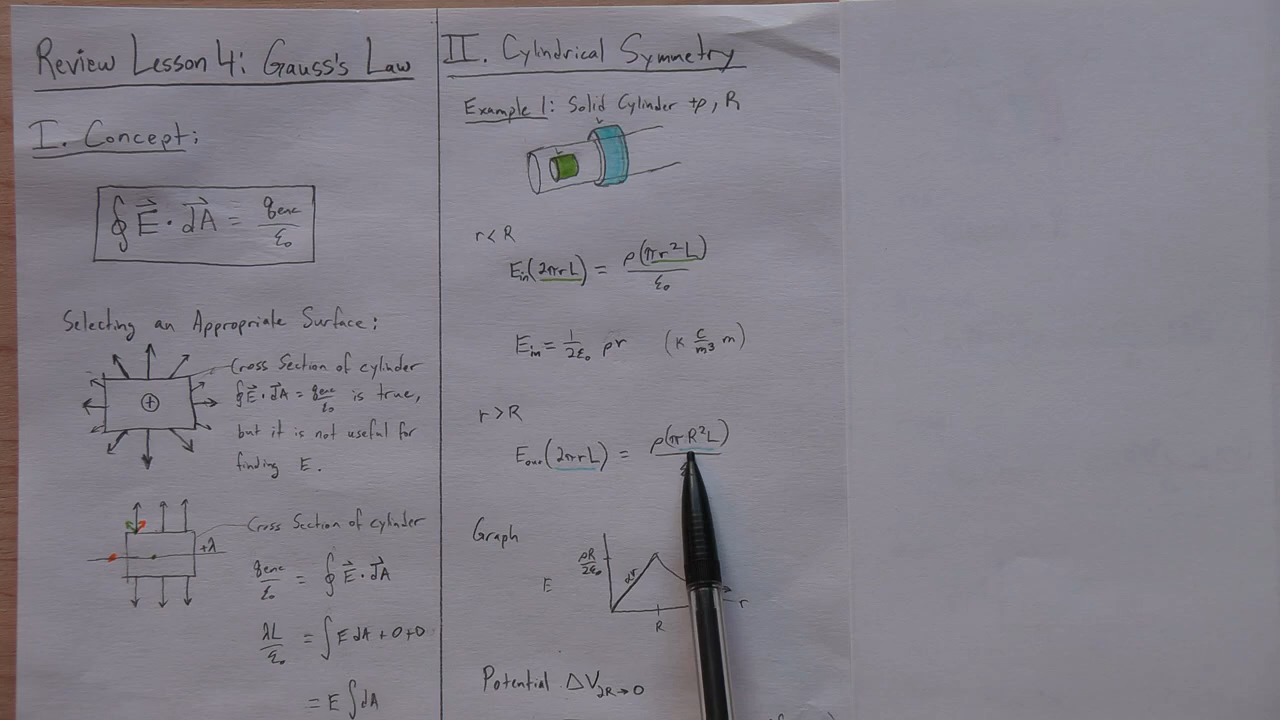 Review Lesson 4: Gauss's Law
I. Concept:
∮E⃗ · dA⃗ = q_enc/ε₀
Selecting an Appropriate Surface:
Cross Section of cylinder
∮E⃗·dA⃗ = q_enc/ε₀ is true,
but it is not useful for
finding E.
+
Cross Section of cylinder
+λ
q_enc/ε₀ = ∮E⃗·dA⃗
λL/ε₀ = ∫E dA + 0 + 0
= E∫dA
II. Cylindrical Symmetry
Example 1: Solid Cylinder +ρ, R
r < R
E_in(2πrL) = ρ(πr²L)/ε₀
E_in = 1/2ε₀ ρr (K C/m³ m)
r > R
E_out(2πrL) = ρ(πR²L)
Graph
ρR/2ε₀
E
R
r
Potential ΔV_2R→0